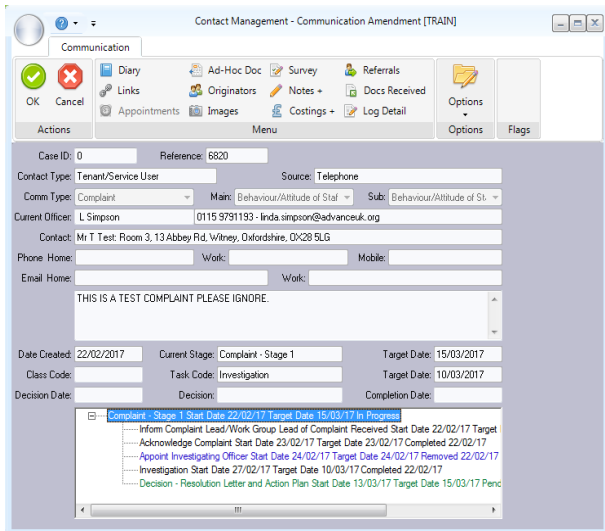 Contact Management - Communication Amendment [TRAIN]
Communication
OK
Cancel
Diary
Links
Appointments
Ad-Hoc Doc
Originators
Images
Survey
Notes +
Costings +
Referrals
Docs Received
Log Detail
Options
Actions
Menu
Options
Flags
Case ID: 0 Reference: 6820
Contact Type: Tenant/Service User Source: Telephone
Comm Type: Complaint Main: Behaviour/Attitude of Staf Sub: Behaviour/Attitude of St
Current Officer: L Simpson 0115 9791193 - linda.simpson@advanceuk.org
Contact: Mr T Test: Room 3, 13 Abbey Rd, Witney, Oxfordshire, OX28 5LG
Phone Home: Work: Mobile:
Email Home: Work:
THIS IS A TEST COMPLAINT PLEASE IGNORE.
Date Created: 22/02/2017 Current Stage: Complaint - Stage 1 Target Date: 15/03/2017
Class Code: Task Code: Investigation Target Date: 10/03/2017
Decision Date: Decision: Completion Date:
Complaint - Stage 1 Start Date 22/02/17 Target Date 15/03/17 In Progress
Inform Complaint Lead/Work Group Lead of Complaint Received Start Date 22/02/17 Target
Acknowledge Complaint Start Date 23/02/17 Target Date 23/02/17 Completed 22/02/17
Appoint Investigating Officer Start Date 24/02/17 Target Date 24/02/17 Removed 22/02/17
Investigation Start Date 27/02/17 Target Date 10/03/17 Completed 22/02/17
Decision - Resolution Letter and Action Plan Start Date 13/03/17 Target Date 15/03/17 Penc